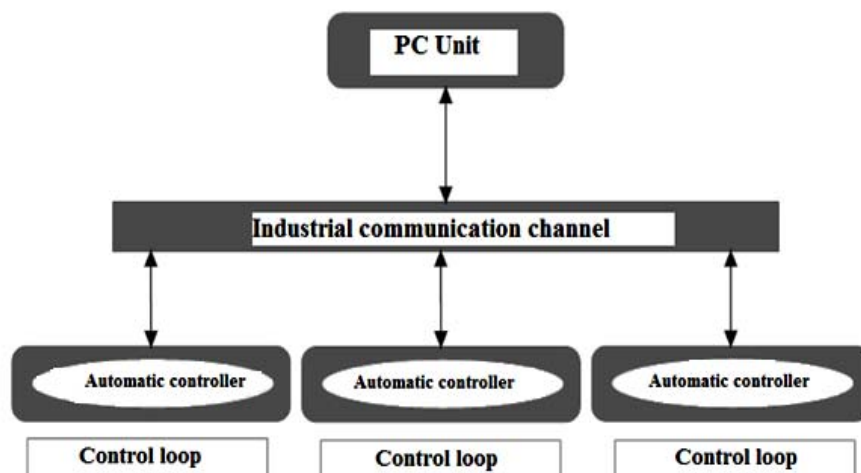 PC Unit
Industrial communication channel
Automatic controller
Automatic controller
Automatic controller
Control loop
Control loop
Control loop